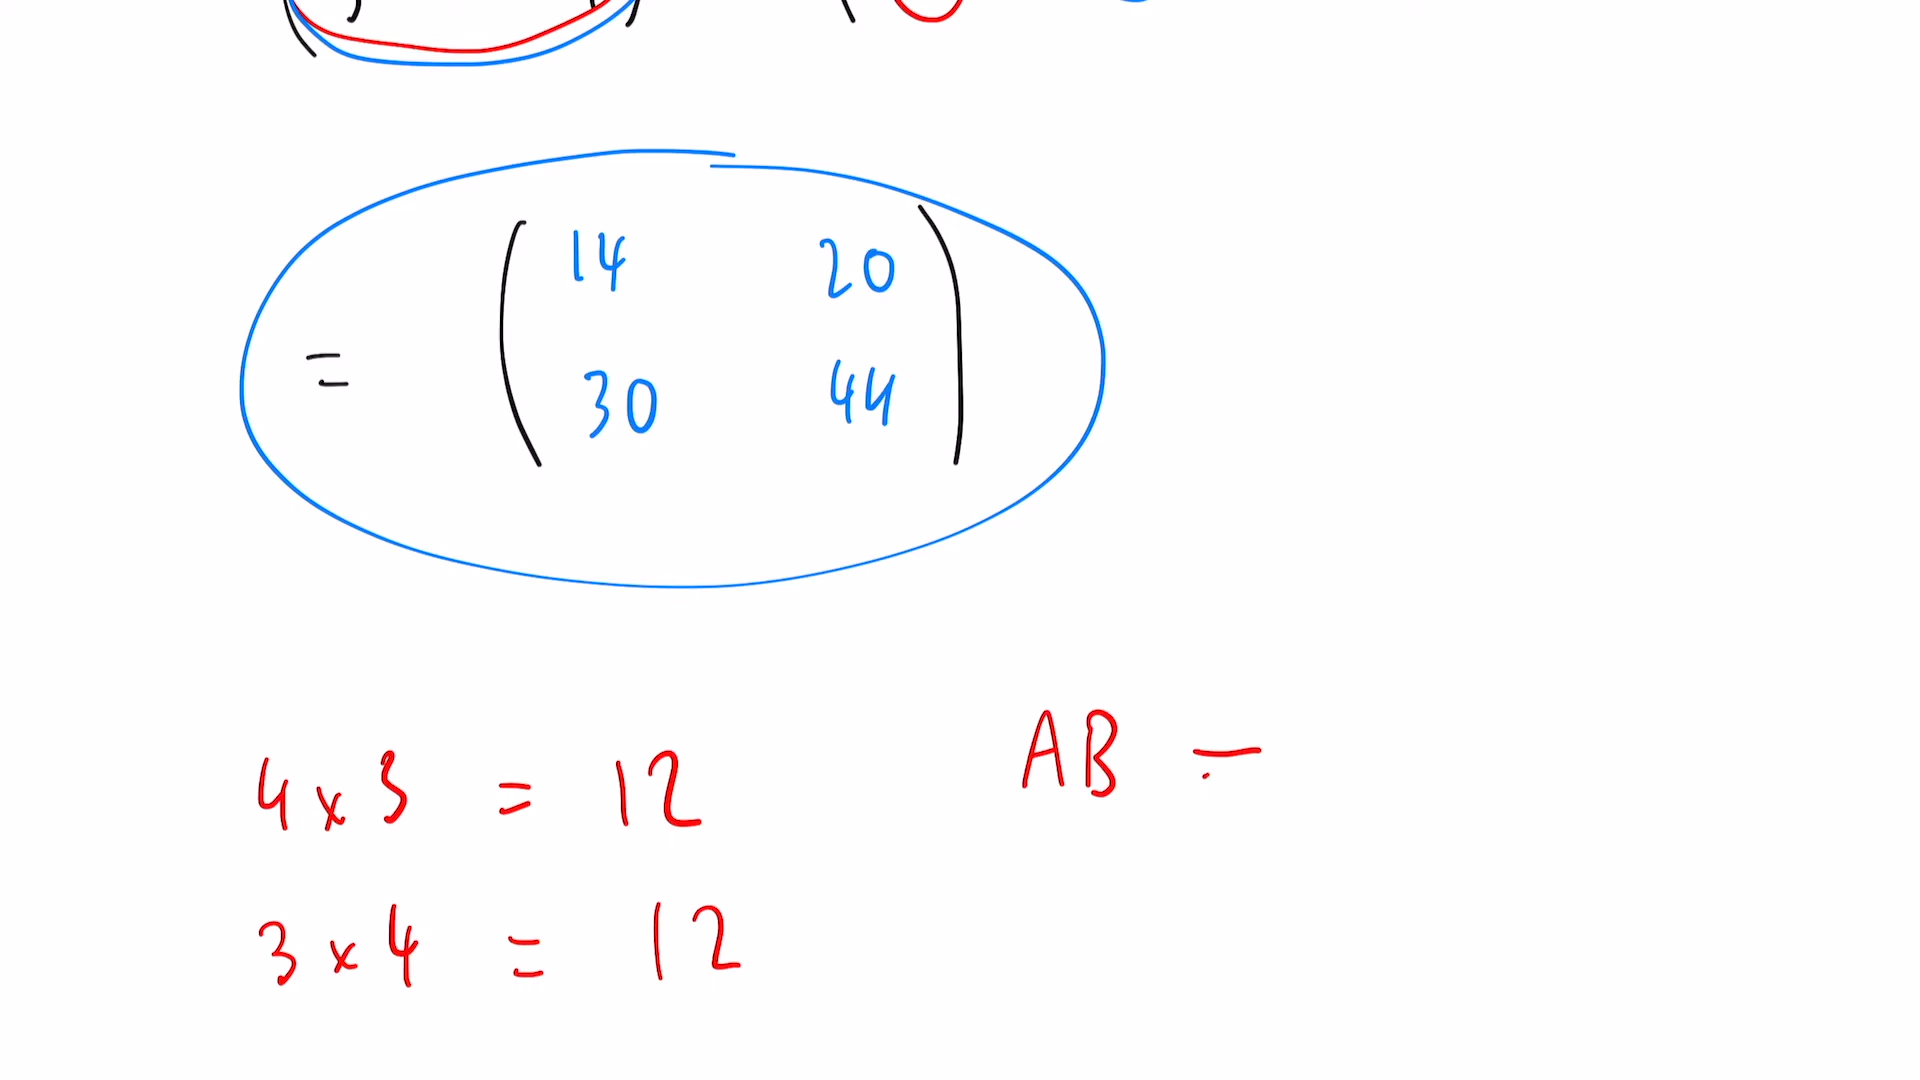 14 20
=
30 44
4 x 3 = 12
AB =
3 x 4 = 12